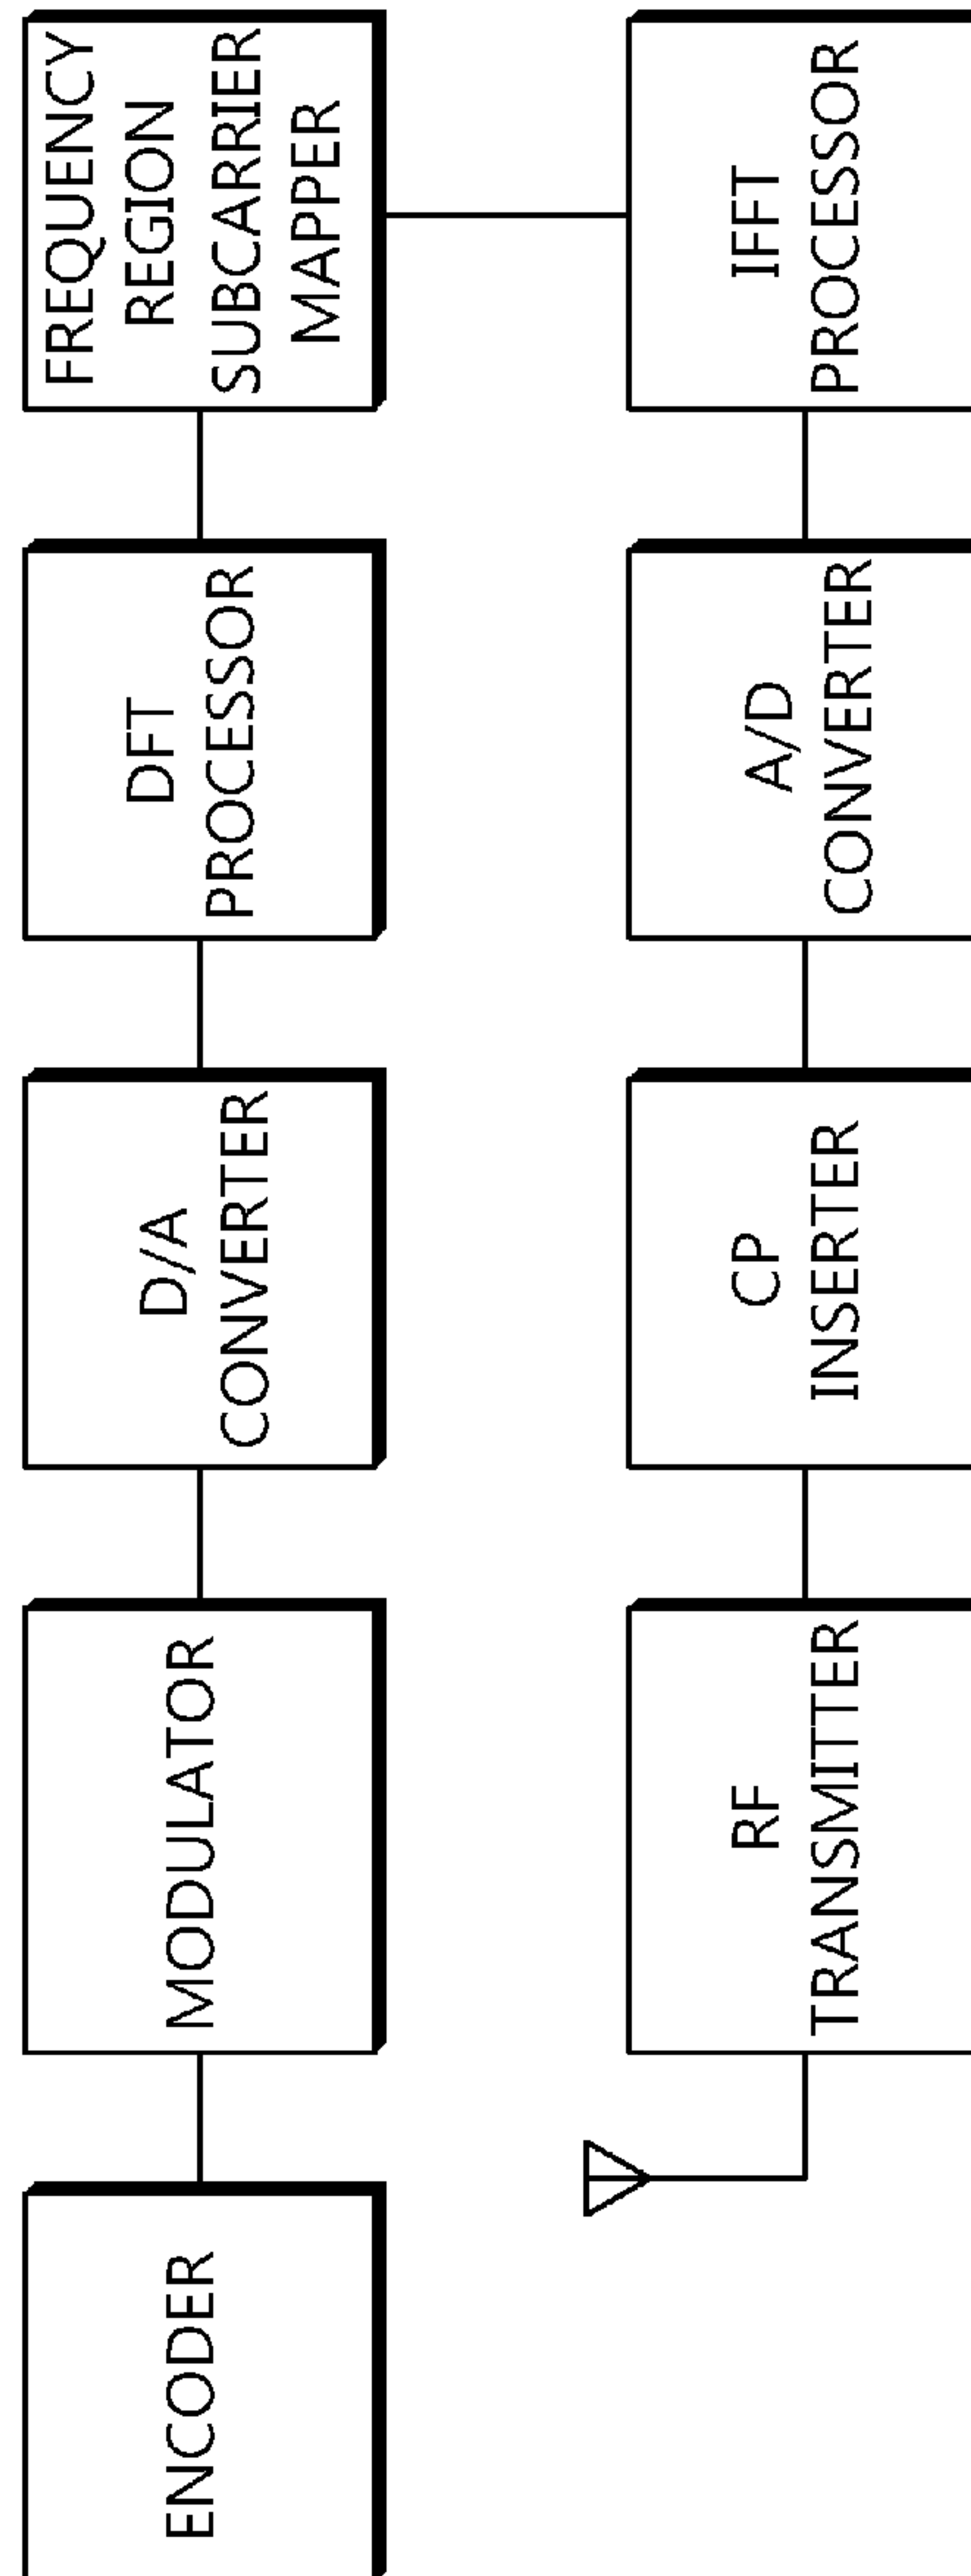 ENCODER
MODULATOR
D/A
CONVERTER
DFT
PROCESSOR
FREQUENCY
REGION
SUBCARRIER
MAPPER
RF
TRANSMITTER
CP
INSERTER
A/D
CONVERTER
IFFT
PROCESSOR